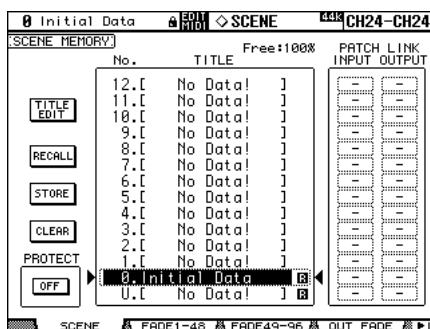 0 Initial Data EDIT MIDI ◇SCENE 44k CH24-CH24
SCENE MEMORY Free:100% PATCH LINK
No. TITLE INPUT OUTPUT
12.[ No Data! ] - -
TITLE EDIT 11.[ No Data! ] - -
10.[ No Data! ] - -
9.[ No Data! ] - -
RECALL 8.[ No Data! ] - -
7.[ No Data! ] - -
6.[ No Data! ] - -
STORE 5.[ No Data! ] - -
4.[ No Data! ] - -
CLEAR 3.[ No Data! ] - -
2.[ No Data! ] - -
PROTECT 1.[ No Data! ] - -
OFF 0.Initial Data R - -
U.[ No Data! ] R - -
SCENE FADE1-48 FADE49-96 OUT FADE